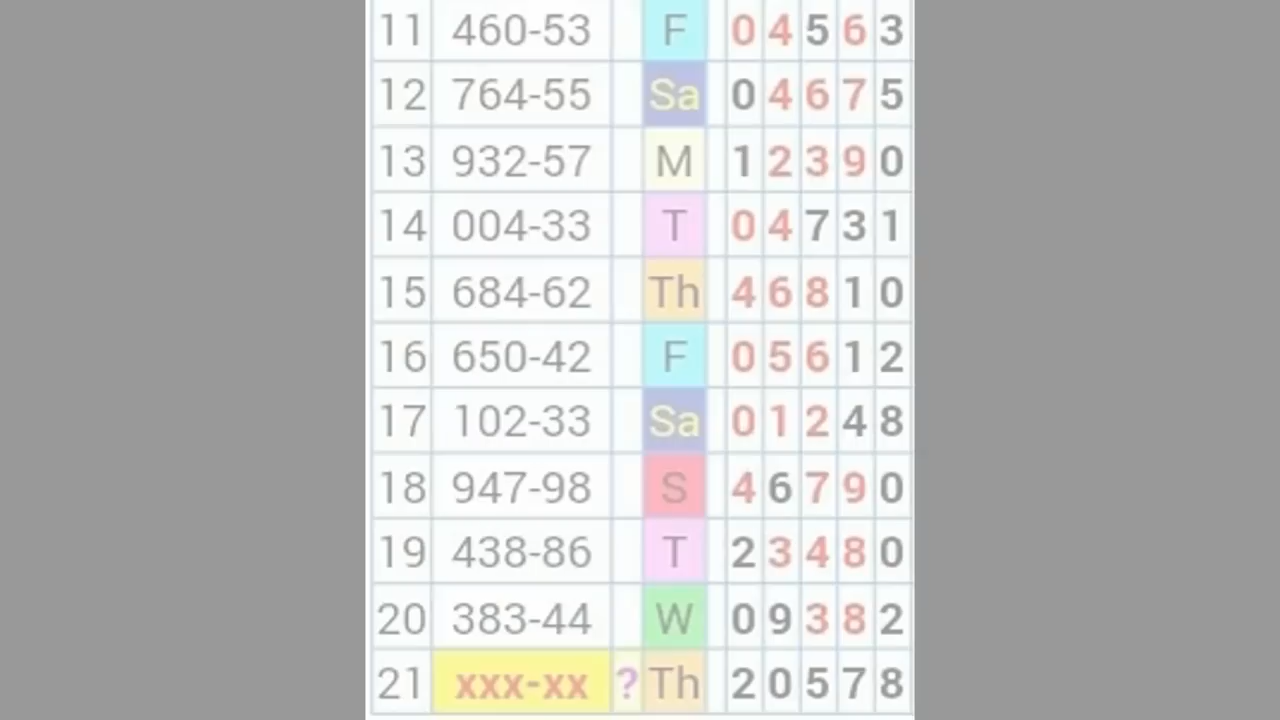 11 460-53 F 0 4 5 6 3
12 764-55 Sa 0 4 6 7 5
13 932-57 M 1 2 3 9 0
14 004-33 T 0 4 7 3 1
15 684-62 Th 4 6 8 1 0
16 650-42 F 0 5 6 1 2
17 102-33 Sa 0 1 2 4 8
18 947-98 S 4 6 7 9 0
19 438-86 T 2 3 4 8 0
20 383-44 W 0 9 3 8 2
21 xxx-xx ? Th 2 0 5 7 8